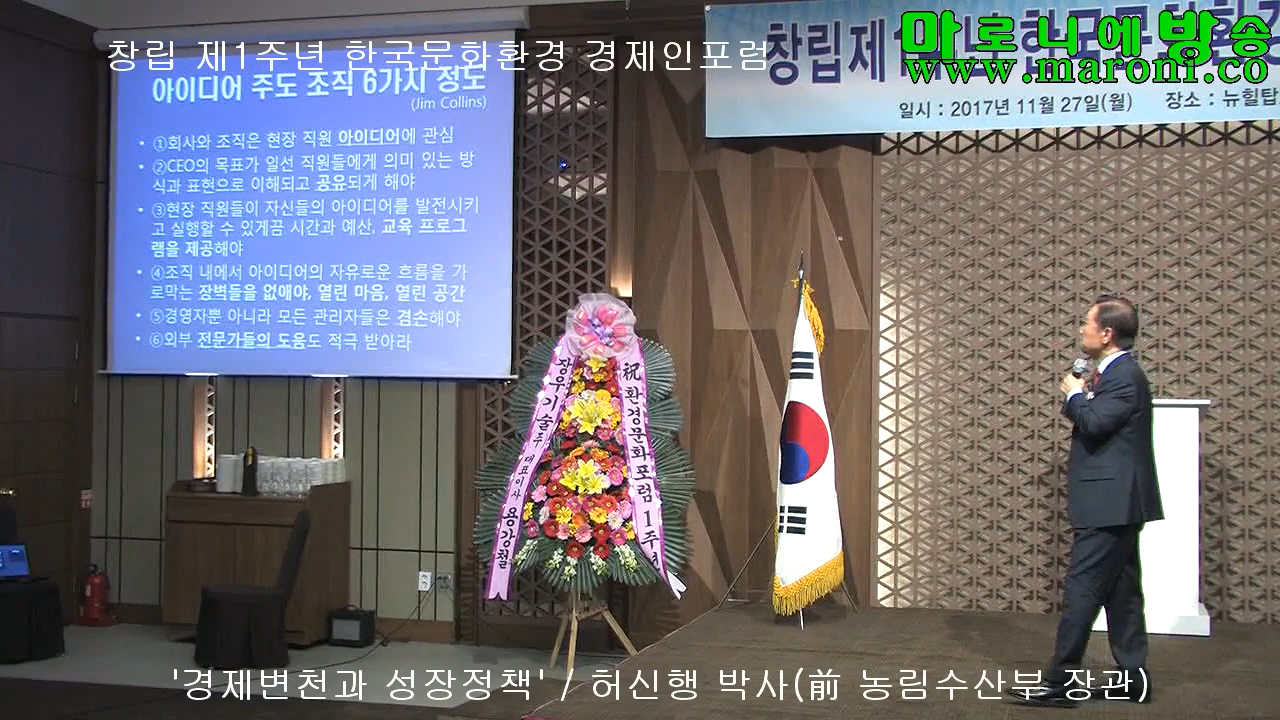 창립 제1주년 한국문화환경 경제인포럼
마로니에방송
www.maroni.co
창립제
일시 : 2017년 11월 27일(월) 장소 : 뉴힐탑
아이디어 주도 조직 6가지 정도
(Jim Collins)
• ①회사와 조직은 현장 직원 아이디어에 관심
• ②CEO의 목표가 일선 직원들에게 의미 있는 방
식과 표현으로 이해되고 공유되게 해야
• ③현장 직원들이 자신들의 아이디어를 발전시키
고 실행할 수 있게끔 시간과 예산, 교육 프로그
램을 제공해야
• ④조직 내에서 아이디어의 자유로운 흐름을 가
로막는 장벽들을 없애야, 열린 마음, 열린 공간
• ⑤경영자뿐 아니라 모든 관리자들은 겸손해야
• ⑥외부 전문가들의 도움도 적극 받아라
장우기술주 대표이사 용강철
祝 환경문화포럼 1주년
'경제변천과 성장정책' / 허신행 박사(前 농림수산부 장관)